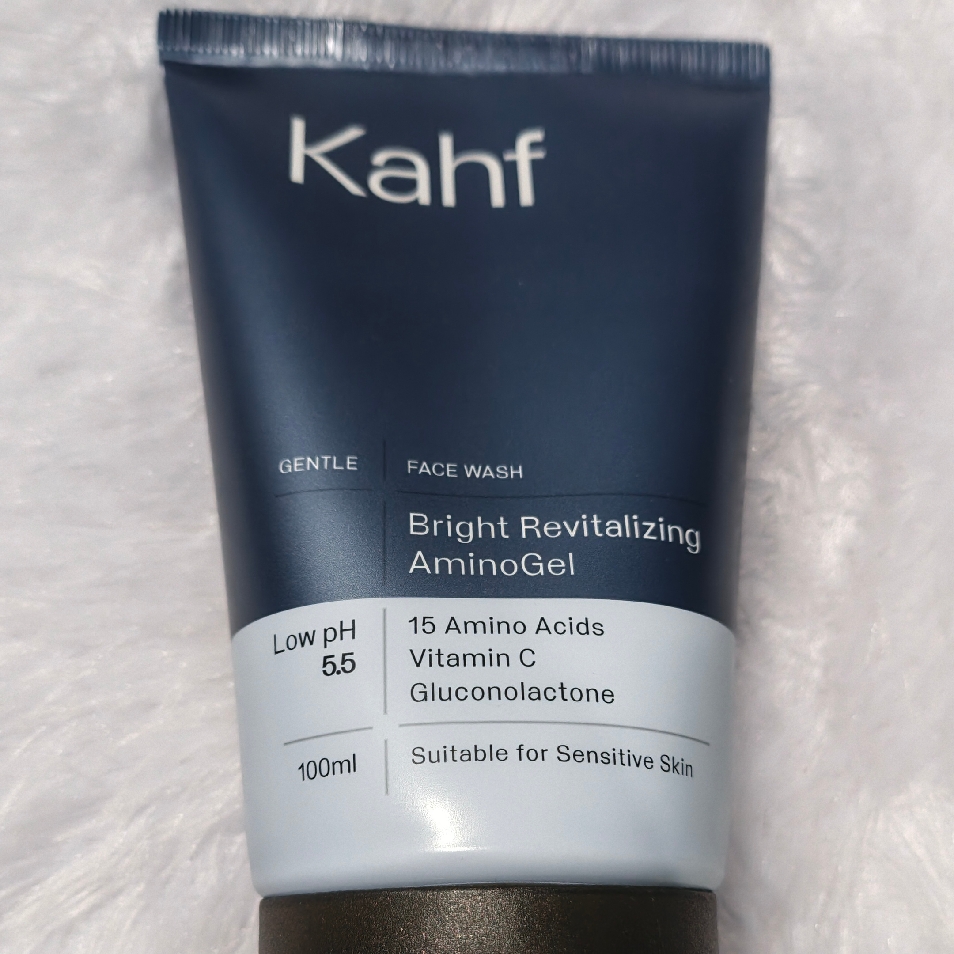 Kahf
GENTLE
FACE WASH
Bright Revitalizing
AminoGel
Low pH
5.5
15 Amino Acids
Vitamin C
Gluconolactone
100ml
Suitable for Sensitive Skin